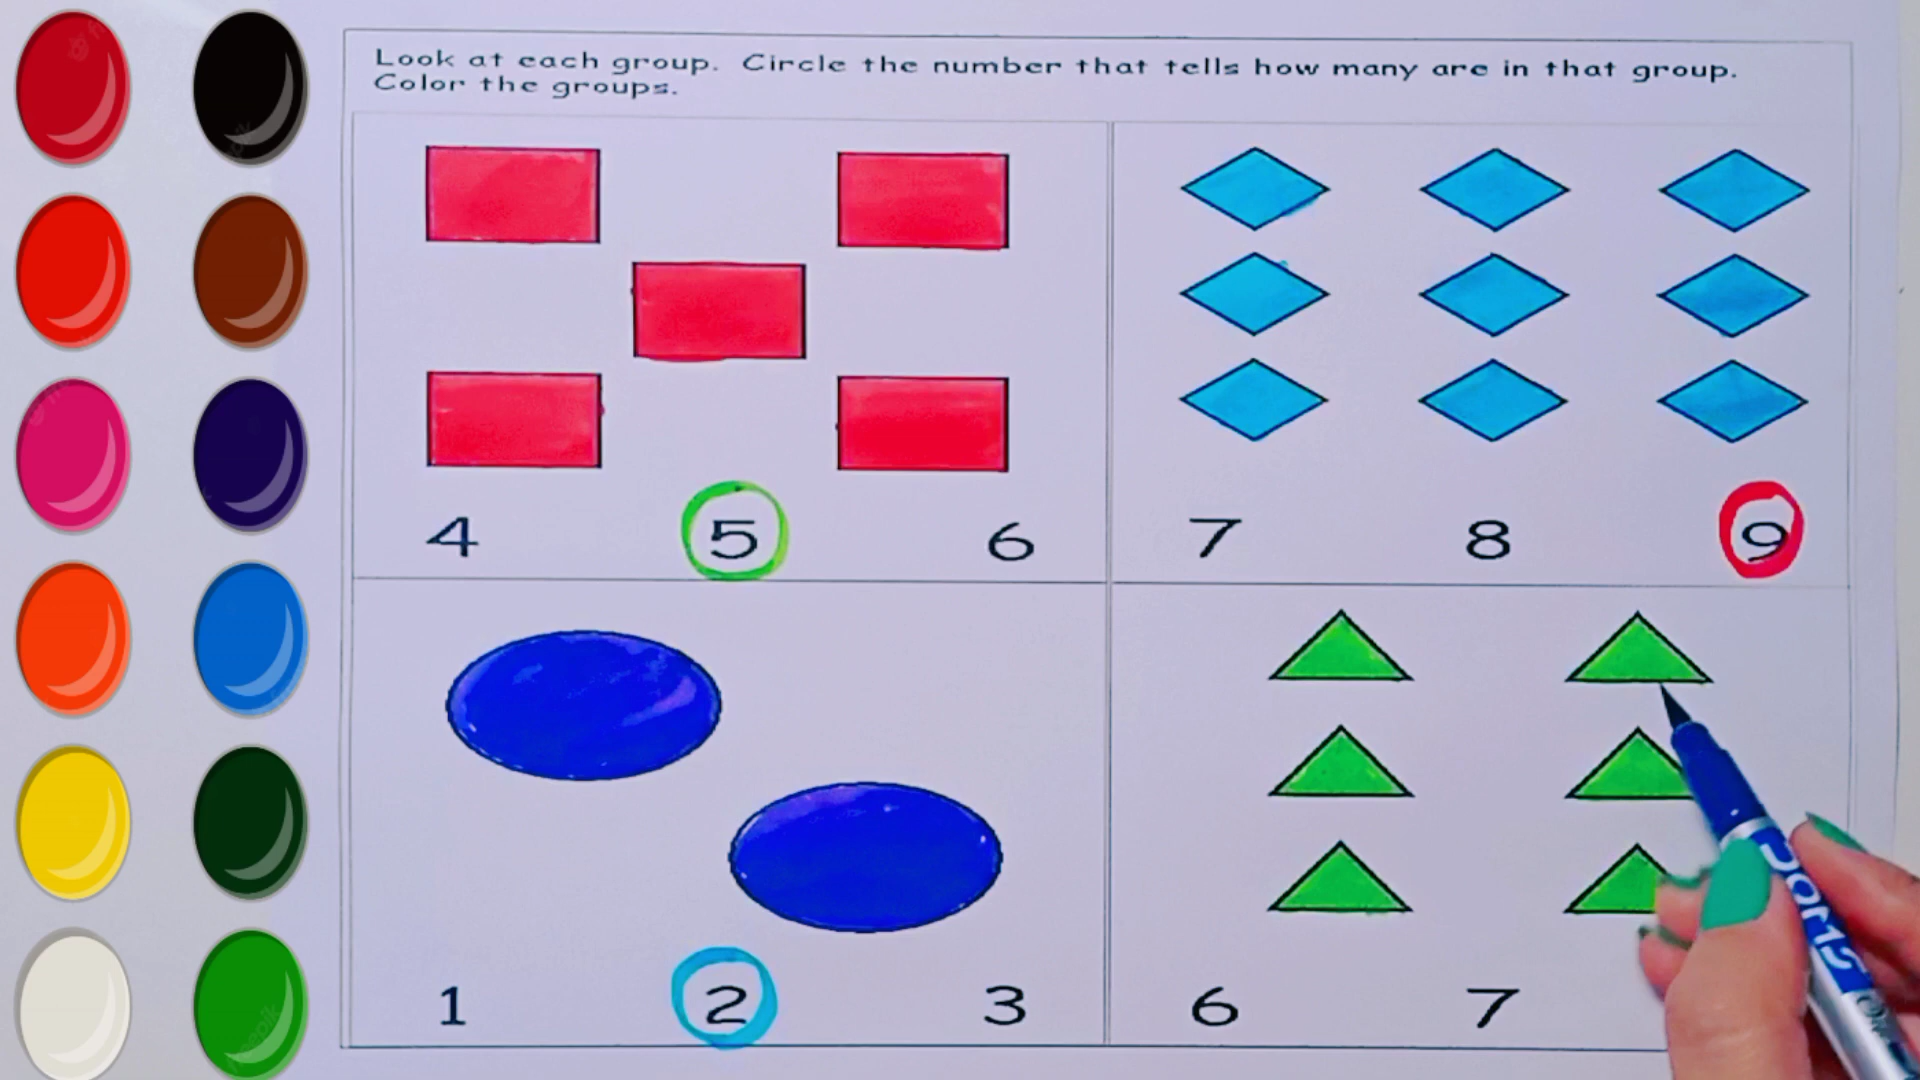 Look at each group. Circle the number that tells how many are in that group.
Color the groups.
4 5 6
7 8 9
1 2 3
6 7